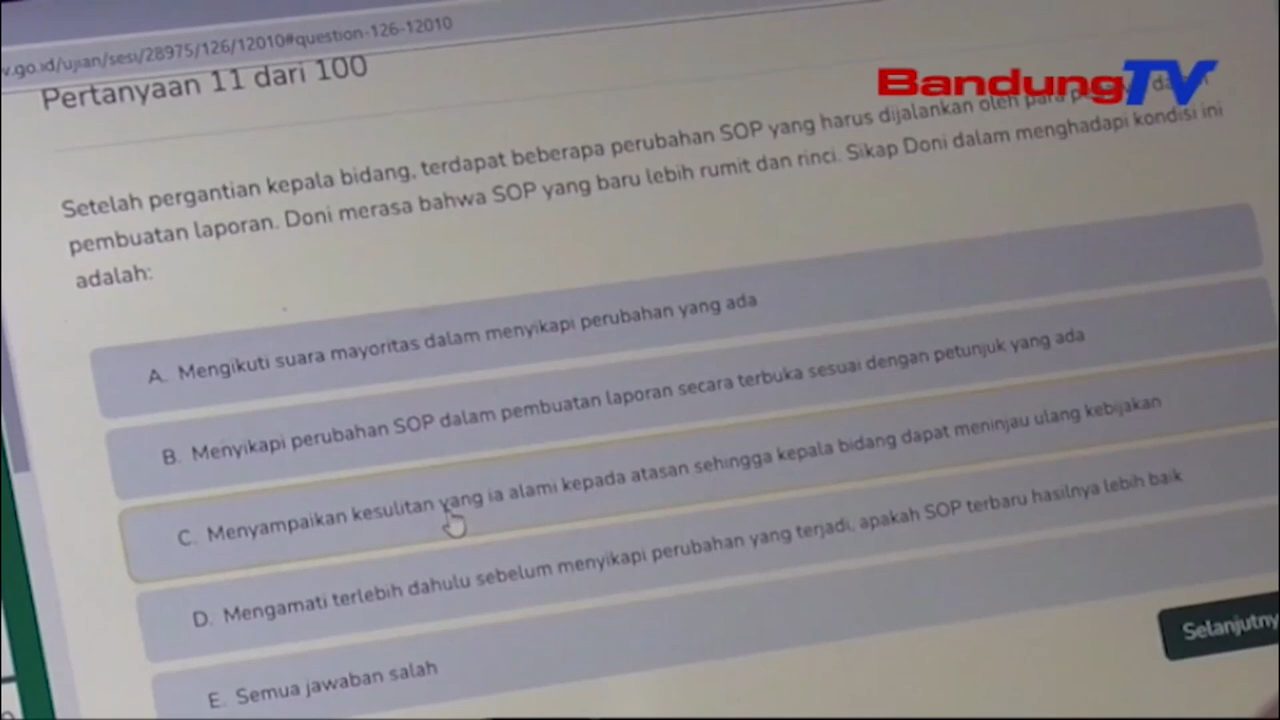 v.go.id/ujian/sesi/28975/126/12010#question-126-12010
BandungTV
Pertanyaan 11 dari 100
Setelah pergantian kepala bidang, terdapat beberapa perubahan SOP yang harus dijalankan oleh para
pembuatan laporan. Doni merasa bahwa SOP yang baru lebih rumit dan rinci. Sikap Doni dalam menghadapi kondisi ini
adalah:
A. Mengikuti suara mayoritas dalam menyikapi perubahan yang ada
B. Menyikapi perubahan SOP dalam pembuatan laporan secara terbuka sesuai dengan petunjuk yang ada
C. Menyampaikan kesulitan yang ia alami kepada atasan sehingga kepala bidang dapat meninjau ulang kebijakan
D. Mengamati terlebih dahulu sebelum menyikapi perubahan yang terjadi, apakah SOP terbaru hasilnya lebih baik
E. Semua jawaban salah
Selanjutny